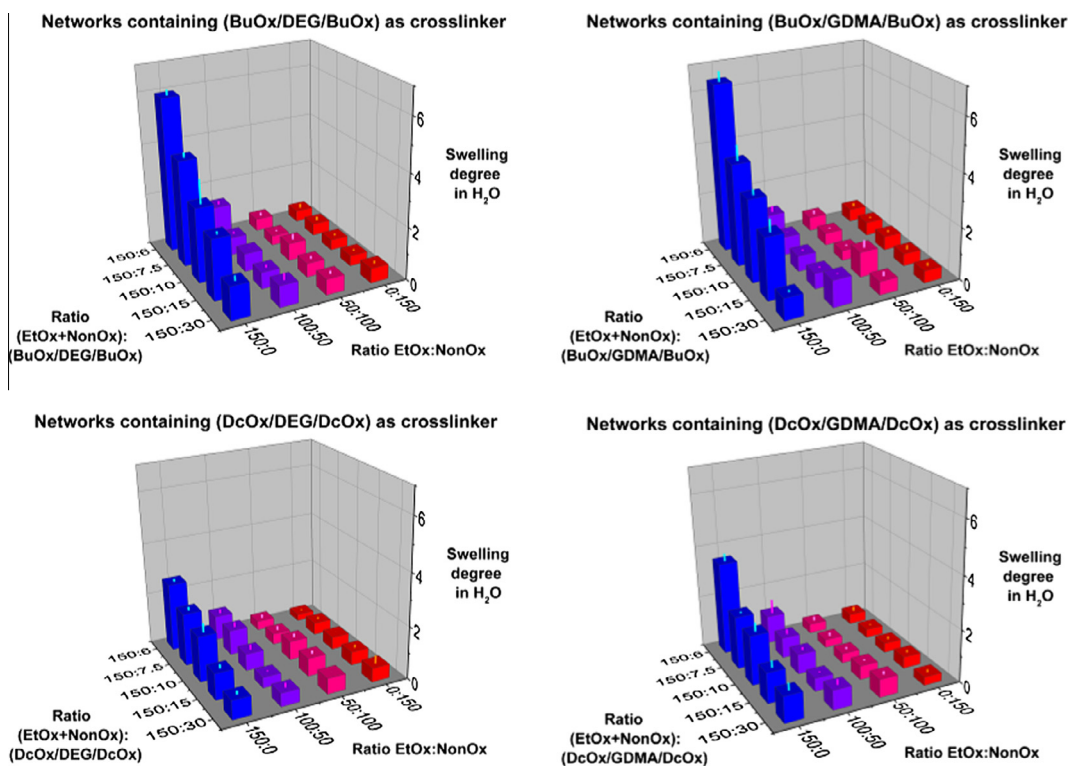 Networks containing (BuOx/DEG/BuOx) as crosslinker
6
4
2
0
Swelling
degree
in H₂O
150:6
150:7.5
150:10
150:15
150:30
Ratio
(EtOx+NonOx):
(BuOx/DEG/BuOx)
150:0
100:50
50:100
0:150
Ratio EtOx:NonOx
Networks containing (BuOx/GDMA/BuOx) as crosslinker
6
4
2
0
Swelling
degree
in H₂O
150:6
150:7.5
150:10
150:15
150:30
Ratio
(EtOx+NonOx):
(BuOx/GDMA/BuOx)
150:0
100:50
50:100
0:150
Ratio EtOx:NonOx
Networks containing (DcOx/DEG/DcOx) as crosslinker
6
4
2
0
Swelling
degree
in H₂O
150:6
150:7.5
150:10
150:15
150:30
Ratio
(EtOx+NonOx):
(DcOx/DEG/DcOx)
150:0
100:50
50:100
0:150
Ratio EtOx:NonOx
Networks containing (DcOx/GDMA/DcOx) as crosslinker
6
4
2
0
Swelling
degree
in H₂O
150:6
150:7.5
150:10
150:15
150:30
Ratio
(EtOx+NonOx):
(DcOx/GDMA/DcOx)
150:0
100:50
50:100
0:150
Ratio EtOx:NonOx